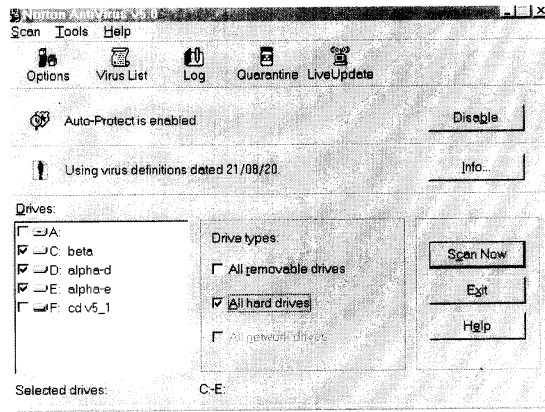 Norton AntiVirus V5.0
Scan Tools Help
Options Virus List Log Quarantine LiveUpdate
Auto-Protect is enabled
Disable
Using virus definitions dated 21/08/20.
Info...
Drives:
A:
C: beta
D: alpha-d
E: alpha-e
F: cd v5_1
Drive types:
All removable drives
All hard drives
All network drives
Scan Now
Exit
Help
Selected drives: C:-E: